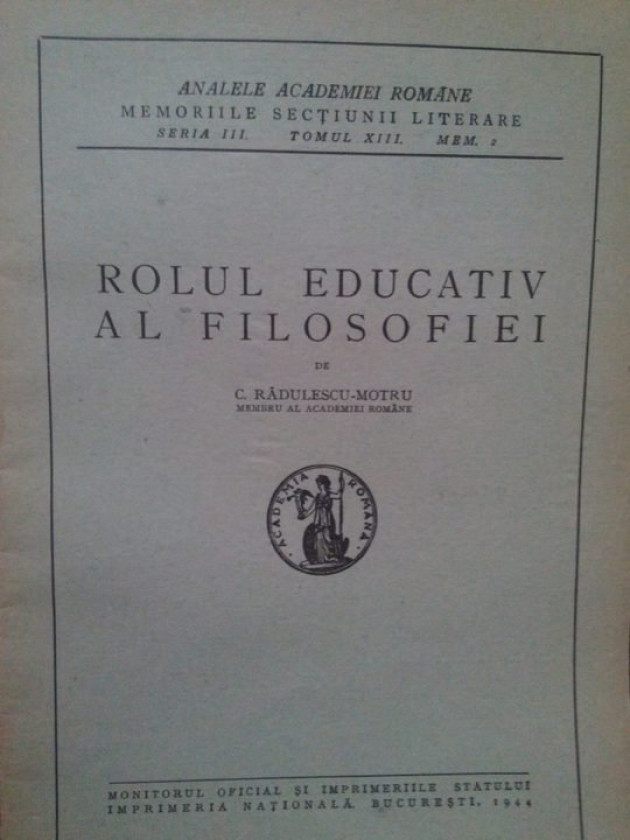 ANALELE ACADEMIEI ROMÂNE
MEMORIILE SECȚIUNII LITERARE
SERIA III. TOMUL XIII. MEM. 2
ROLUL EDUCATIV
AL FILOSOFIEI
DE
C. RĂDULESCU-MOTRU
MEMBRU AL ACADEMIEI ROMÂNE
ACADEMIA ROMÂNĂ
MONITORUL OFICIAL ȘI IMPRIMERIILE STATULUI
IMPRIMERIA NAȚIONALĂ BUCUREȘTI, 1944